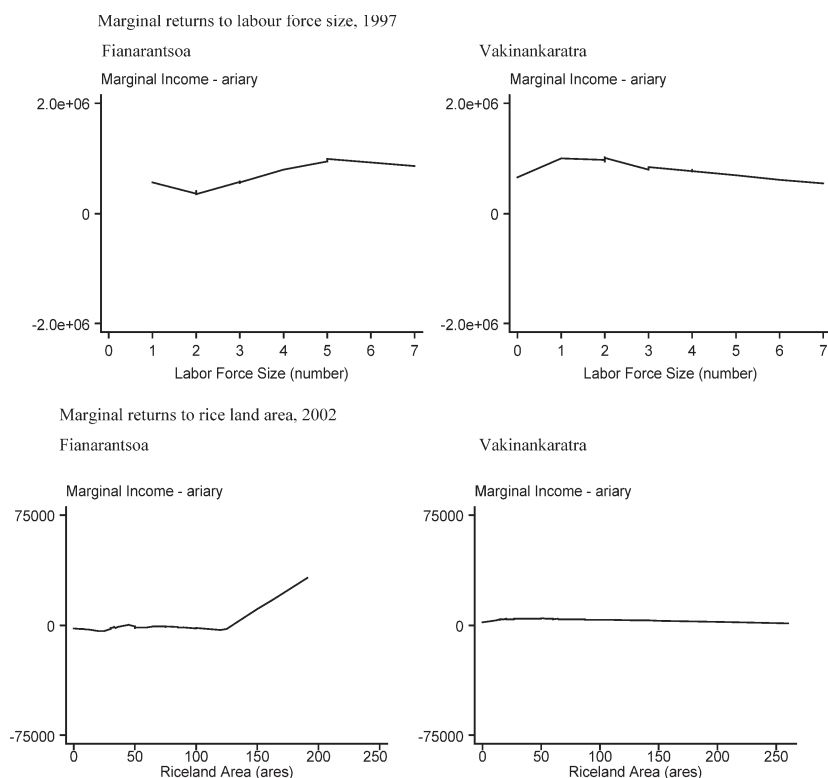 Marginal returns to labour force size, 1997
Fianarantsoa
Vakinankaratra
Marginal Income - ariary
2.0e+06
0
-2.0e+06
0 1 2 3 4 5 6 7
Labor Force Size (number)
Marginal Income - ariary
2.0e+06
0
-2.0e+06
0 1 2 3 4 5 6 7
Labor Force Size (number)
Marginal returns to rice land area, 2002
Fianarantsoa
Vakinankaratra
Marginal Income - ariary
75000
0
-75000
0 50 100 150 200 250
Riceland Area (ares)
Marginal Income - ariary
75000
0
-75000
0 50 100 150 200 250
Riceland Area (ares)